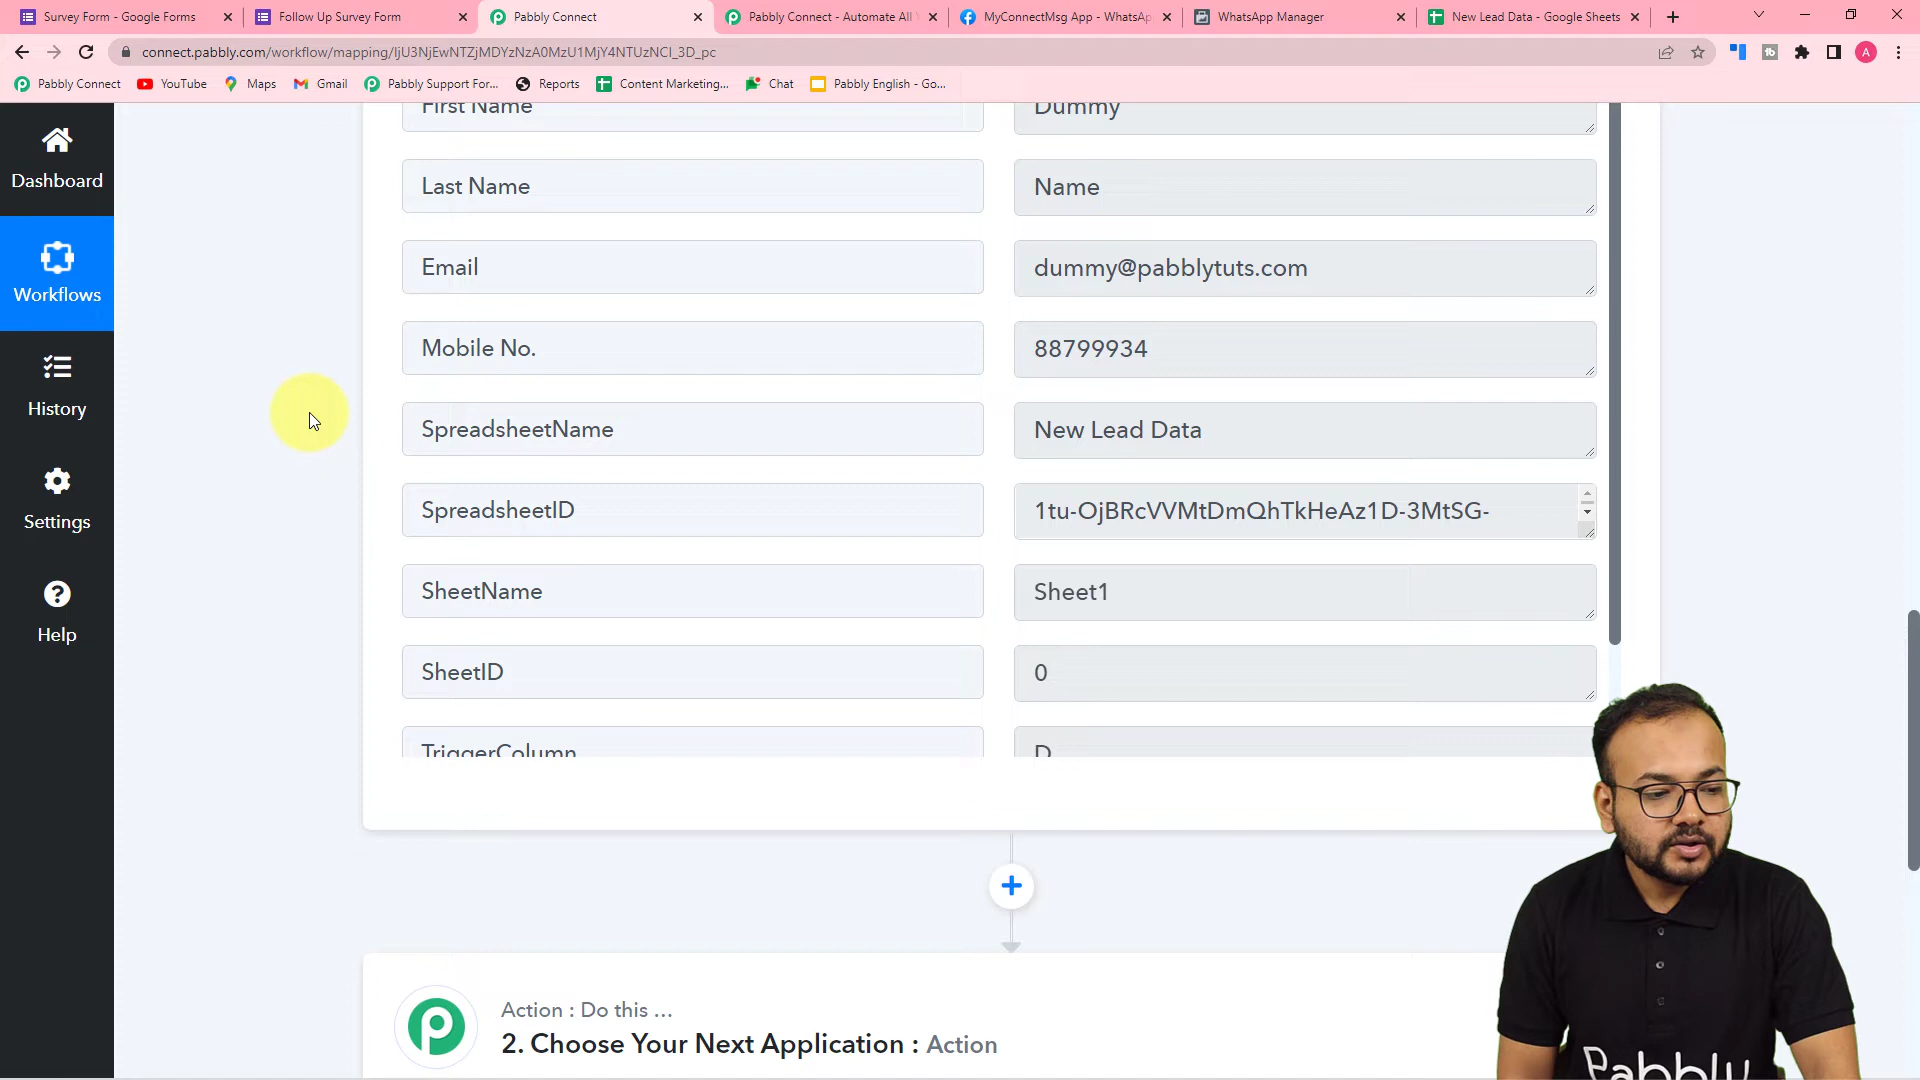 Survey Form - Google Forms
Follow Up Survey Form
Pabbly Connect
Pabbly Connect - Automate All
MyConnectMsg App - WhatsAp
WhatsApp Manager
New Lead Data - Google Sheets
connect.pabbly.com/workflow/mapping/IjU3NjEwNTZjMDYzNzA0MzU1MjY4NTUzNCI_3D_pc
A
Pabbly Connect
YouTube
Maps
Gmail
Pabbly Support For...
Reports
Content Marketing...
Chat
Pabbly English - Go...
Dashboard
Workflows
History
Settings
Help
First Name
Dummy
Last Name
Name
Email
dummy@pabblytuts.com
Mobile No.
88799934
SpreadsheetName
New Lead Data
SpreadsheetID
1tu-OjBRcVVMtDmQhTkHeAz1D-3MtSG-
SheetName
Sheet1
SheetID
0
TriggerColumn
D
Action : Do this ...
2. Choose Your Next Application : Action
Pabbly